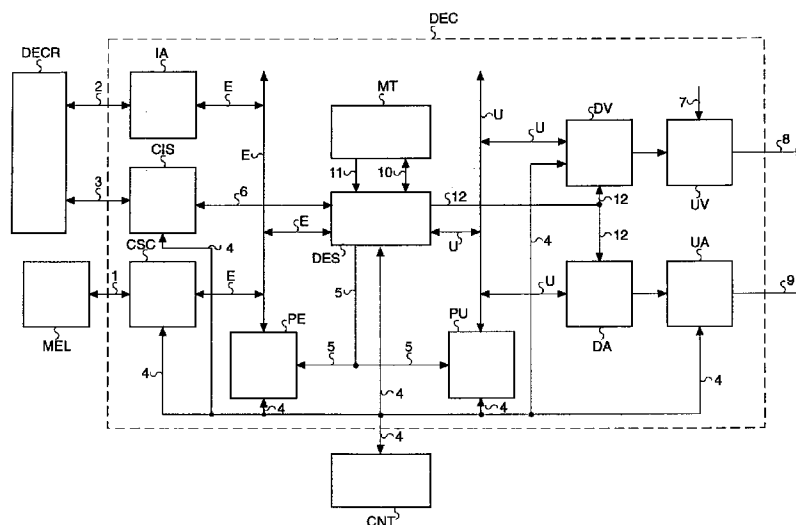 DEC
DECR IA
MT
2 E DV 7
U U
E 8
CIS
11 10
3 6 12 12 UV
E
4 U 4 12 UA
CSC DES
1 E 5 U 9
MEL PE PU DA
4 5 5 4
4
4 4
4
CNT